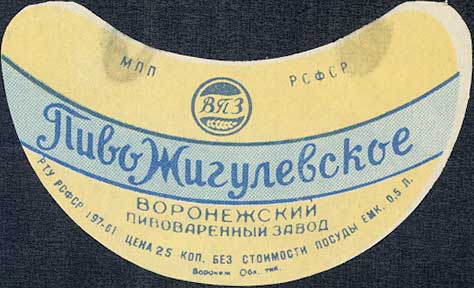 МПП РСФСР
ВПЗ
Пиво Жигулевское
ВОРОНЕЖСКИЙ
ПИВОВАРЕННЫЙ ЗАВОД
РТУ РСФСР 197-61 ЦЕНА 25 КОП. БЕЗ СТОИМОСТИ ПОСУДЫ ЕМК. 0,5 Л.
Воронеж Обл. тип.